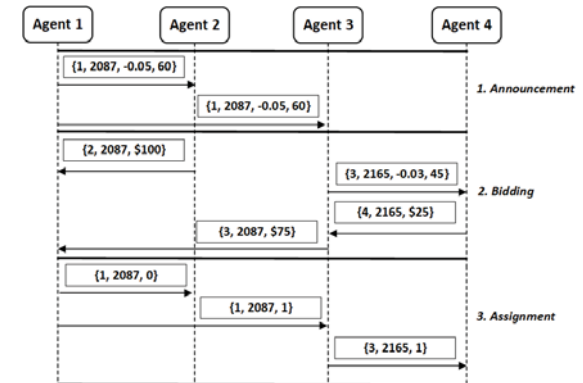 Agent 1 Agent 2 Agent 3 Agent 4
{1, 2087, -0.05, 60}
1. Announcement
{1, 2087, -0.05, 60}
{2, 2087, $100}
{3, 2165, -0.03, 45}
2. Bidding
{4, 2165, $25}
{3, 2087, $75}
{1, 2087, 0}
{1, 2087, 1}
3. Assignment
{3, 2165, 1}